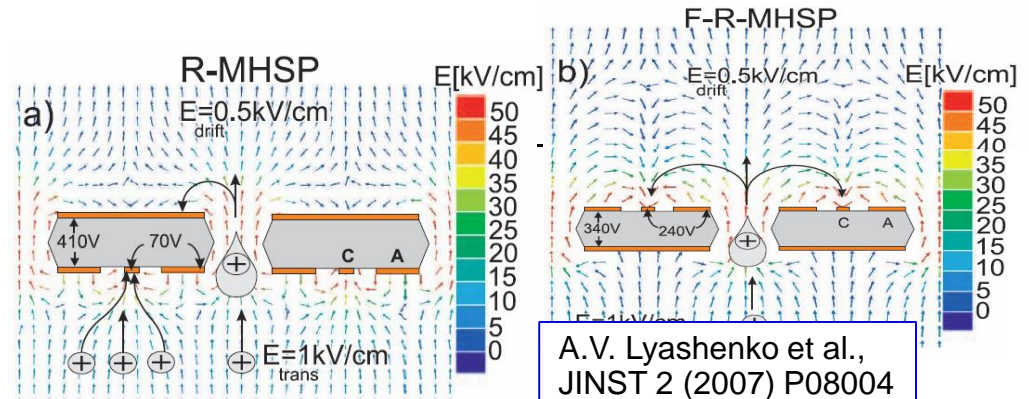 R-MHSP
E=0.5kV/cm
drift
E[kV/cm]
a)
50
45
40
35
30
25
20
15
10
5
0
410V
70V
C
A
+
+
+
+
+
E=1kV/cm
trans
F-R-MHSP
E=0.5kV/cm
drift
E[kV/cm]
b)
-
50
45
40
35
30
25
20
15
10
5
0
340V
240V
C
A
+
E=1kV/cm
A.V. Lyashenko et al.,
JINST 2 (2007) P08004